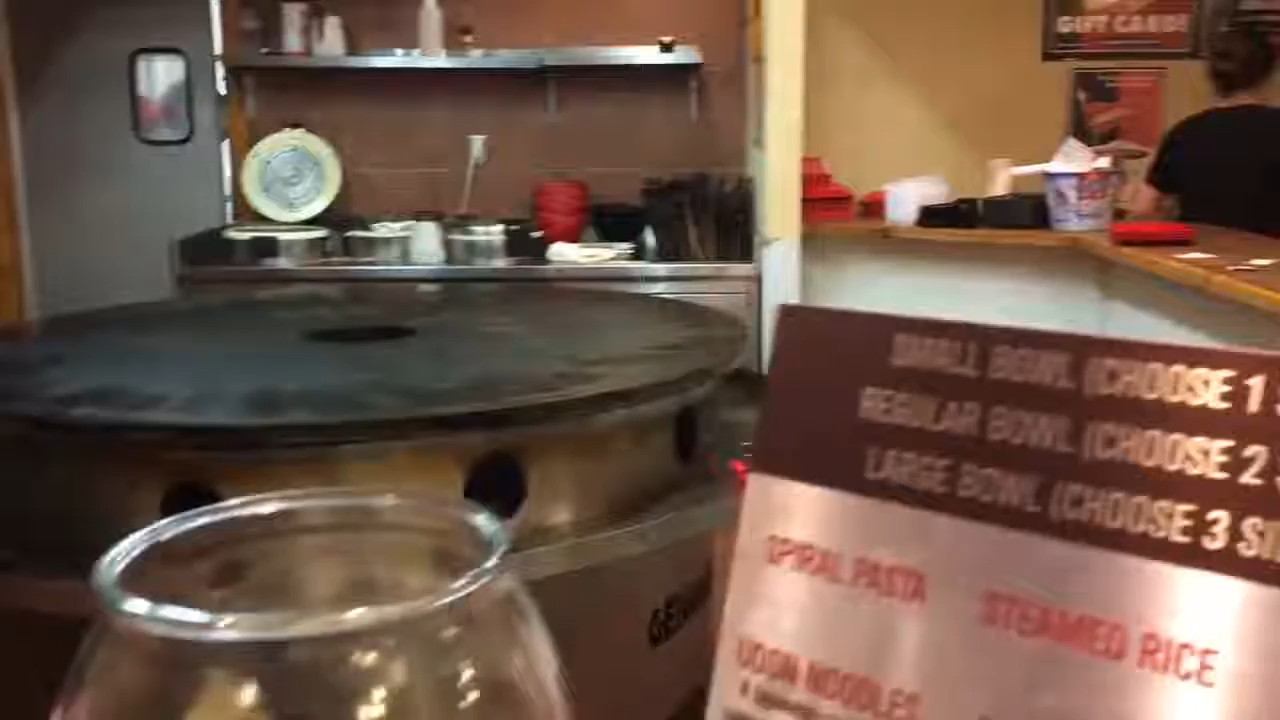 GIFT CARDS!
SMALL BOWL (CHOOSE 1
REGULAR BOWL (CHOOSE 2
LARGE BOWL (CHOOSE 3
SPIRAL PASTA
STEAMED RICE
UDON NOODLES